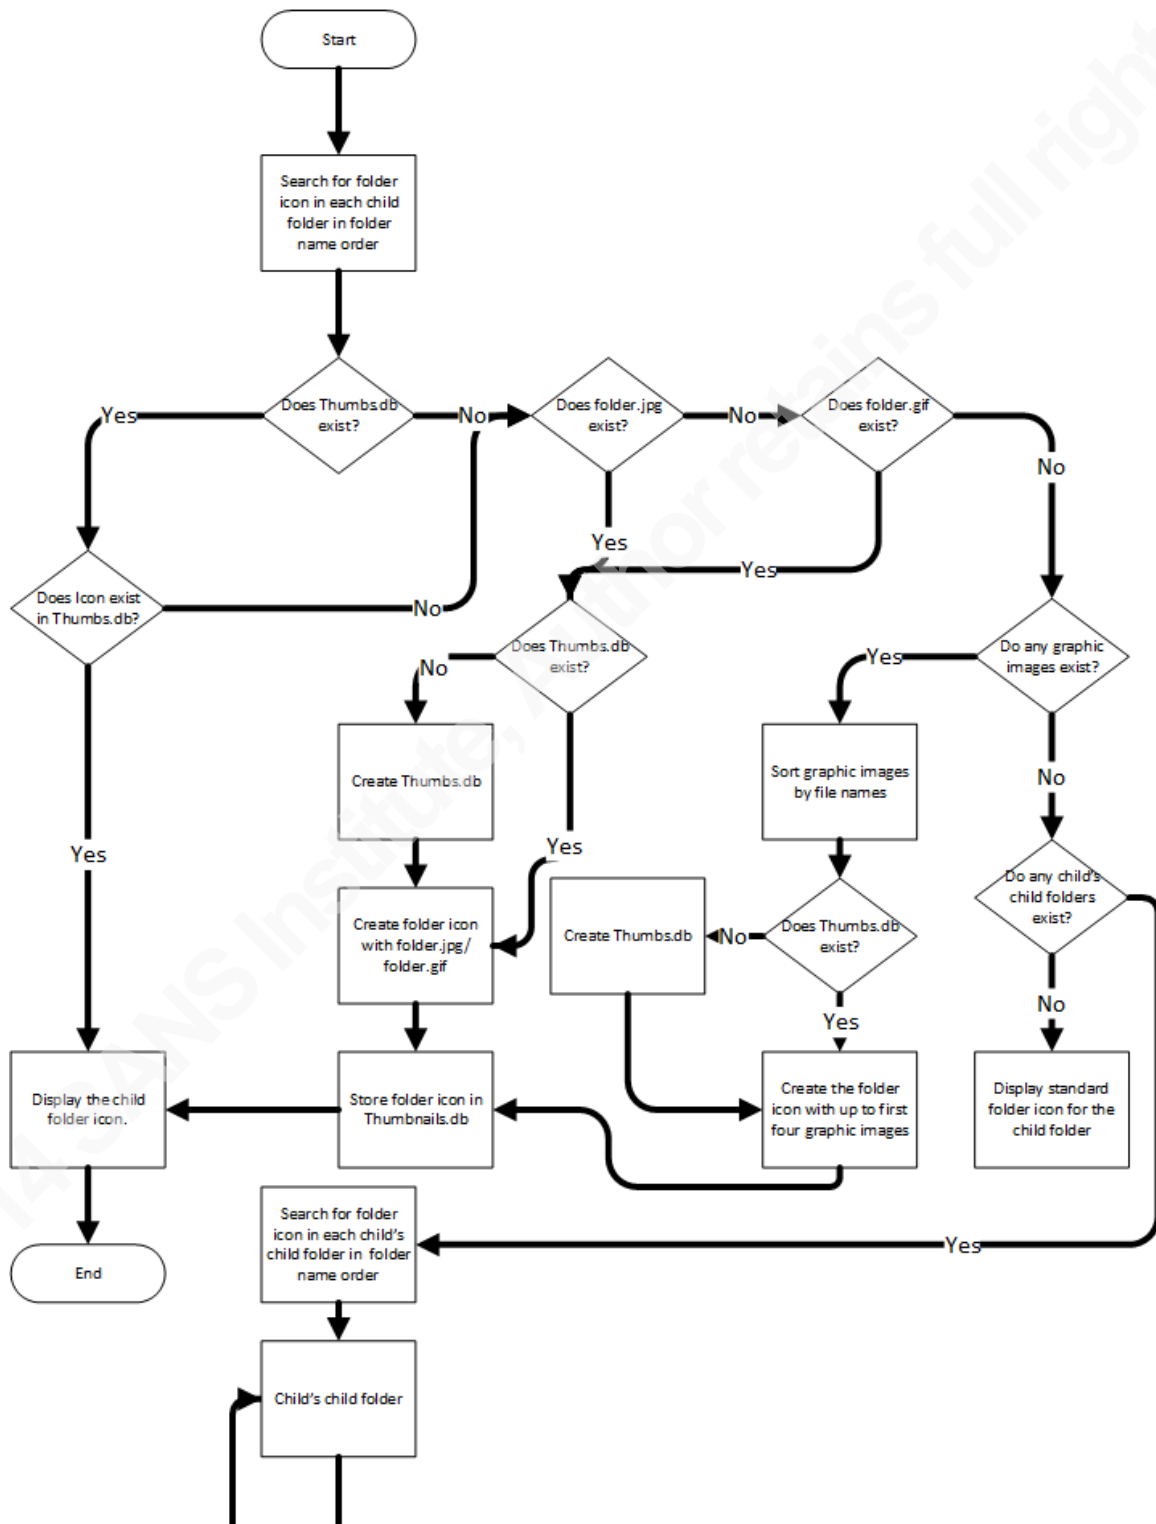 Start
Search for folder
icon in each child
folder in folder
name order
Does Thumbs.db
exist?
Yes
No
Does folder.jpg
exist?
No
Does folder.gif
exist?
No
Yes
Yes
Does Icon exist
in Thumbs.db?
No
Does Thumbs.db
exist?
No
Do any graphic
images exist?
Yes
Create Thumbs.db
Sort graphic images
by file names
No
Yes
Yes
Do any child's
child folders
exist?
Create folder icon
with folder.jpg/
folder.gif
Create Thumbs.db
No
Does Thumbs.db
exist?
No
Yes
Display the child
folder icon.
Store folder icon in
Thumbnails.db
Create the folder
icon with up to first
four graphic images
Display standard
folder icon for the
child folder
Search for folder
icon in each child's
child folder in folder
name order
Yes
End
Child's child folder
14 SANS Institute, Author retains full right